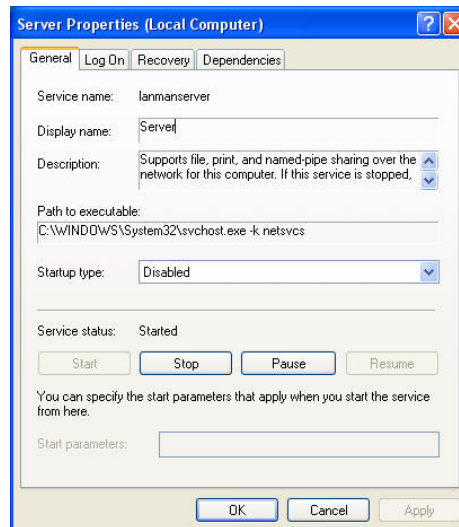 Server Properties (Local Computer)
General Log On Recovery Dependencies
Service name: lanmanserver
Display name: Server
Description: Supports file, print, and named-pipe sharing over the
network for this computer. If this service is stopped,
Path to executable:
C:\WINDOWS\System32\svchost.exe -k netsvcs
Startup type: Disabled
Service status: Started
Start Stop Pause Resume
You can specify the start parameters that apply when you start the service
from here.
Start parameters:
OK Cancel Apply